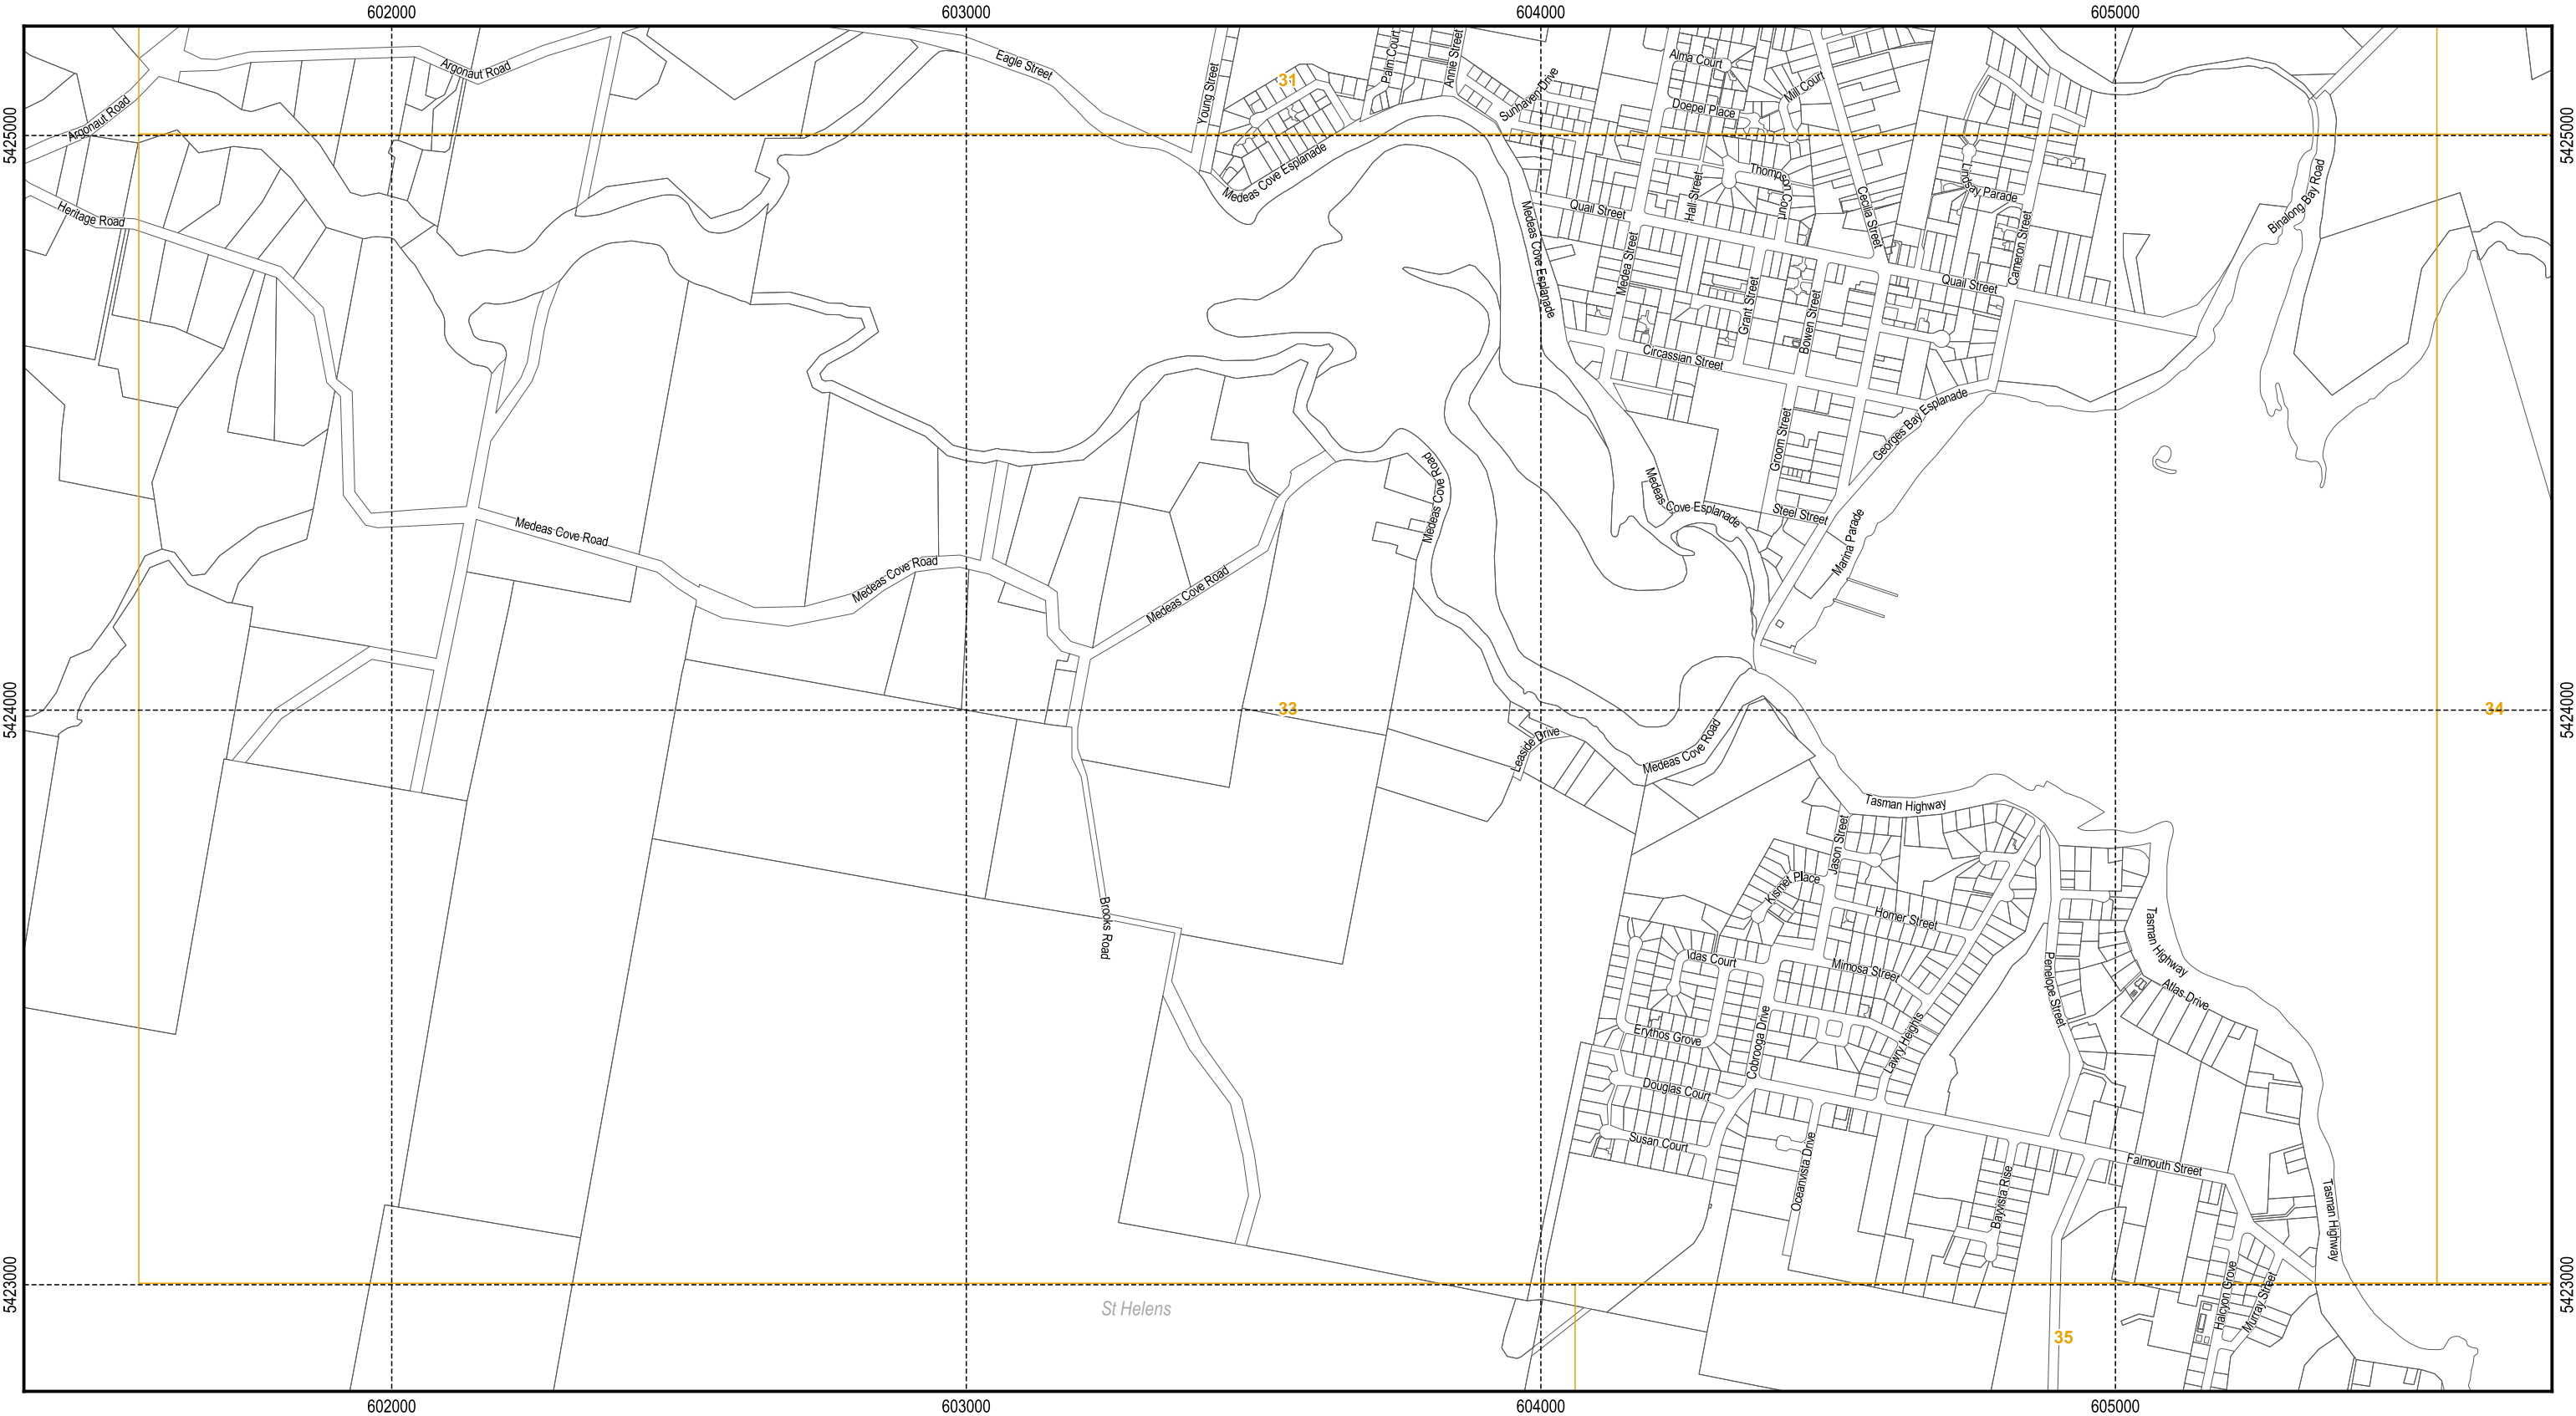 602000
603000
604000
605000
Argonaut Road
Eagle Street
Young Street
31
Palm Court
Annie Street
Sunhaven Drive
Alma Court
Mill Court
Doepel Place
Argonaut Road
5425000
5425000
Medeas Cove Esplanade
Thompson Court
Hall Street
Lindsay Parade
Binalong Bay Road
Heritage Road
Quail Street
Cecilia Street
Cameron Street
Medeas Cove Esplanade
Medea Street
Quail Street
Grant Street
Bowen Street
Circassian Street
Georges Bay Esplanade
Groom Street
Medeas Cove Road
Medeas Cove Esplanade
Steel Street
Marina Parade
Medeas Cove Road
Medeas Cove Road
Medeas Cove Road
5424000
33
34
5424000
Leaside Drive
Medeas Cove Road
Tasman Highway
Jason Street
Kismet Place
Homer Street
Brooks Road
Idas Court
Mimosa Street
Tasman Highway
Penelope Street
Atlas Drive
Erythos Grove
Cobrooga Drive
Lawry Heights
Douglas Court
Susan Court
Oceanvista Drive
Bayvista Rise
Falmouth Street
Tasman Highway
5423000
5423000
St Helens
Halcyon Grove
Murray Street
35
602000
603000
604000
605000